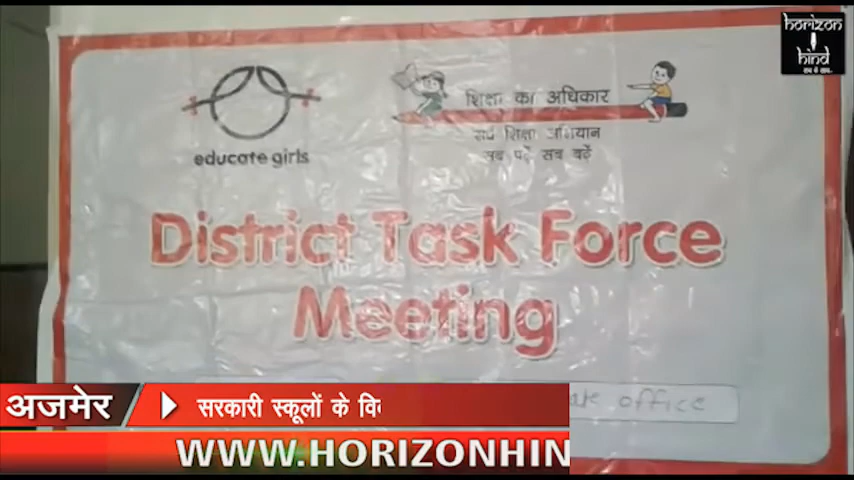 horizon
hind
educate girls
शिक्षा का अधिकार
सर्व शिक्षा अभियान
सब पढ़ें सब बढ़ें
District Task Force
Meeting
office
अजमेर
सरकारी स्कूलों के
WWW.HORIZONHIN